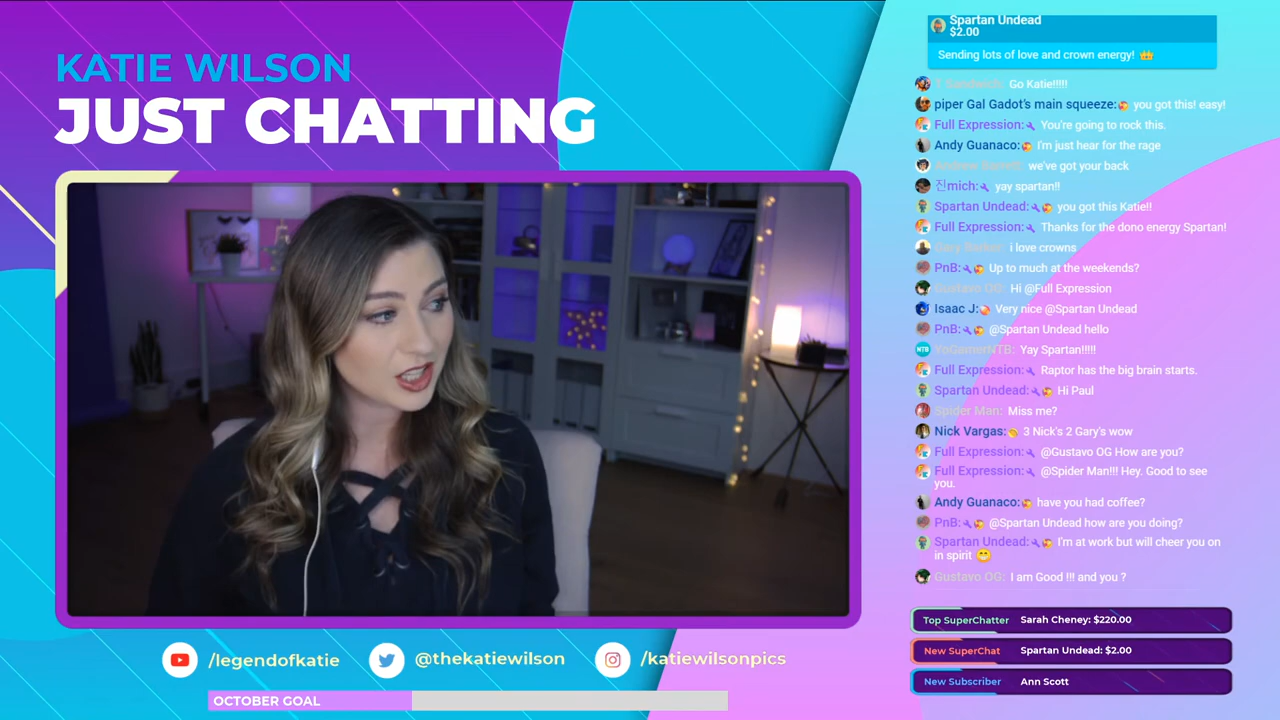 KATIE WILSON
JUST CHATTING
/legendofkatie
@thekatiewilson
/katiewilsonpics
OCTOBER GOAL
Spartan Undead
$2.00
Sending lots of love and crown energy! 👑
Go Katie!!!!!
piper Gal Gadot's main squeeze: you got this! easy!
Full Expression: You're going to rock this.
Andy Guanaco: I'm just hear for the rage
we've got your back
진mich: yay spartan!!
Spartan Undead: you got this Katie!!
Full Expression: Thanks for the dono energy Spartan!
i love crowns
PnB: Up to much at the weekends?
Gustavo OG: Hi @Full Expression
Isaac J: Very nice @Spartan Undead
PnB: @Spartan Undead hello
NTB YoGamerNTB: Yay Spartan!!!!!
Full Expression: Raptor has the big brain starts.
Spartan Undead: Hi Paul
Spider Man: Miss me?
Nick Vargas: 3 Nick's 2 Gary's wow
Full Expression: @Gustavo OG How are you?
Full Expression: @Spider Man!!! Hey. Good to see
you.
Andy Guanaco: have you had coffee?
PnB: @Spartan Undead how are you doing?
Spartan Undead: I'm at work but will cheer you on
in spirit 😁
Gustavo OG: I am Good !!! and you ?
Top SuperChatter Sarah Cheney: $220.00
New SuperChat Spartan Undead: $2.00
New Subscriber Ann Scott